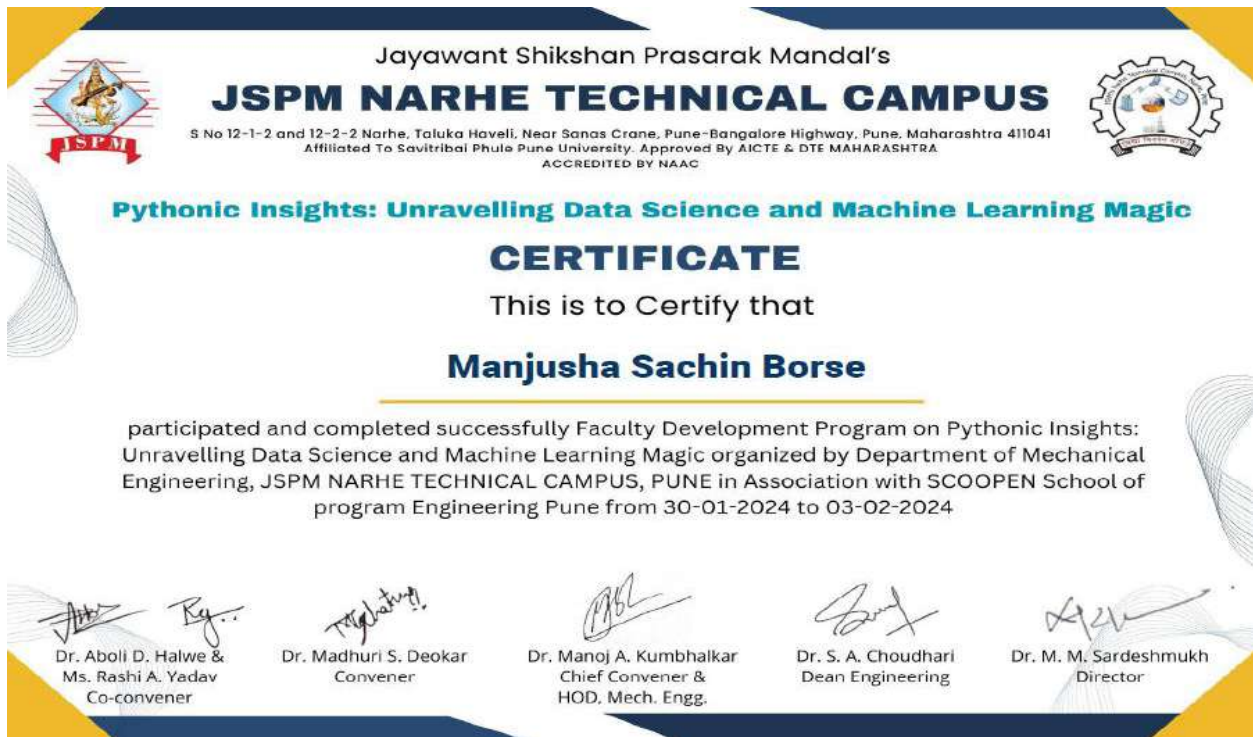 Jayawant Shikshan Prasarak Mandal's
JSPM NARHE TECHNICAL CAMPUS
S No 12-1-2 and 12-2-2 Narhe, Taluka Haveli, Near Sanas Crane, Pune-Bangalore Highway, Pune, Maharashtra 411041
Affiliated To Savitribai Phule Pune University. Approved By AICTE & DTE MAHARASHTRA
ACCREDITED BY NAAC
JSPM
Pythonic Insights: Unravelling Data Science and Machine Learning Magic
CERTIFICATE
This is to Certify that
Manjusha Sachin Borse
participated and completed successfully Faculty Development Program on Pythonic Insights:
Unravelling Data Science and Machine Learning Magic organized by Department of Mechanical
Engineering, JSPM NARHE TECHNICAL CAMPUS, PUNE in Association with SCOOPEN School of
program Engineering Pune from 30-01-2024 to 03-02-2024
Dr. Aboli D. Halwe &
Ms. Rashi A. Yadav
Co-convener
Dr. Madhuri S. Deokar
Convener
Dr. Manoj A. Kumbhalkar
Chief Convener &
HOD, Mech. Engg.
Dr. S. A. Choudhari
Dean Engineering
Dr. M. M. Sardeshmukh
Director